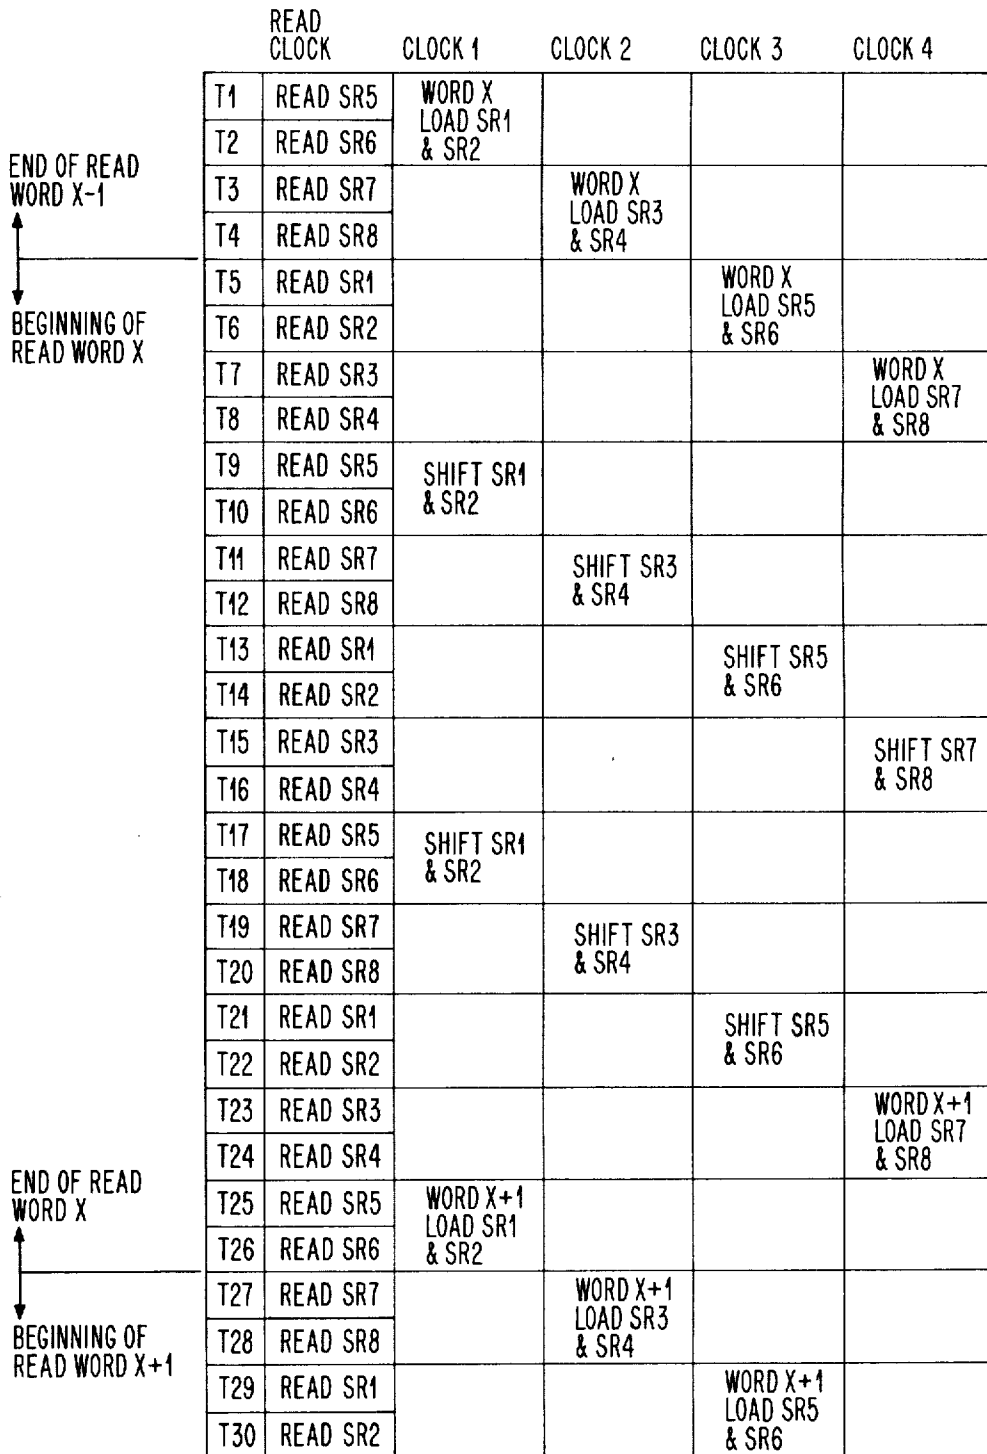 READ
CLOCK CLOCK 1 CLOCK 2 CLOCK 3 CLOCK 4
T1 READ SR5 WORD X
LOAD SR1
T2 READ SR6 & SR2
END OF READ
WORD X-1
T3 READ SR7 WORD X
LOAD SR3
T4 READ SR8 & SR4
T5 READ SR1 WORD X
LOAD SR5
T6 READ SR2 & SR6
BEGINNING OF
READ WORD X
T7 READ SR3 WORD X
LOAD SR7
T8 READ SR4 & SR8
T9 READ SR5 SHIFT SR1
T10 READ SR6 & SR2
T11 READ SR7 SHIFT SR3
T12 READ SR8 & SR4
T13 READ SR1 SHIFT SR5
T14 READ SR2 & SR6
T15 READ SR3 SHIFT SR7
T16 READ SR4 & SR8
T17 READ SR5 SHIFT SR1
T18 READ SR6 & SR2
T19 READ SR7 SHIFT SR3
T20 READ SR8 & SR4
T21 READ SR1 SHIFT SR5
T22 READ SR2 & SR6
T23 READ SR3 WORD X+1
LOAD SR7
T24 READ SR4 & SR8
END OF READ
WORD X
T25 READ SR5 WORD X+1
LOAD SR1
T26 READ SR6 & SR2
T27 READ SR7 WORD X+1
LOAD SR3
T28 READ SR8 & SR4
BEGINNING OF
READ WORD X+1
T29 READ SR1 WORD X+1
LOAD SR5
T30 READ SR2 & SR6